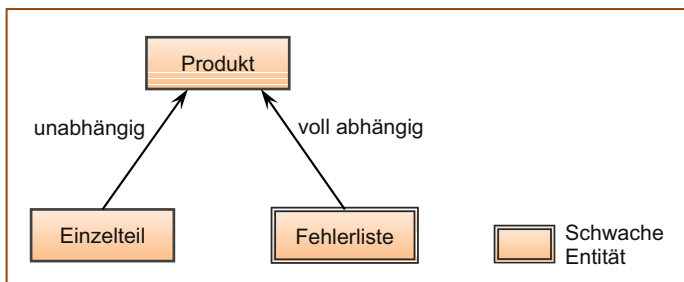 Produkt
unabhängig
voll abhängig
Einzelteil
Fehlerliste
Schwache
Entität